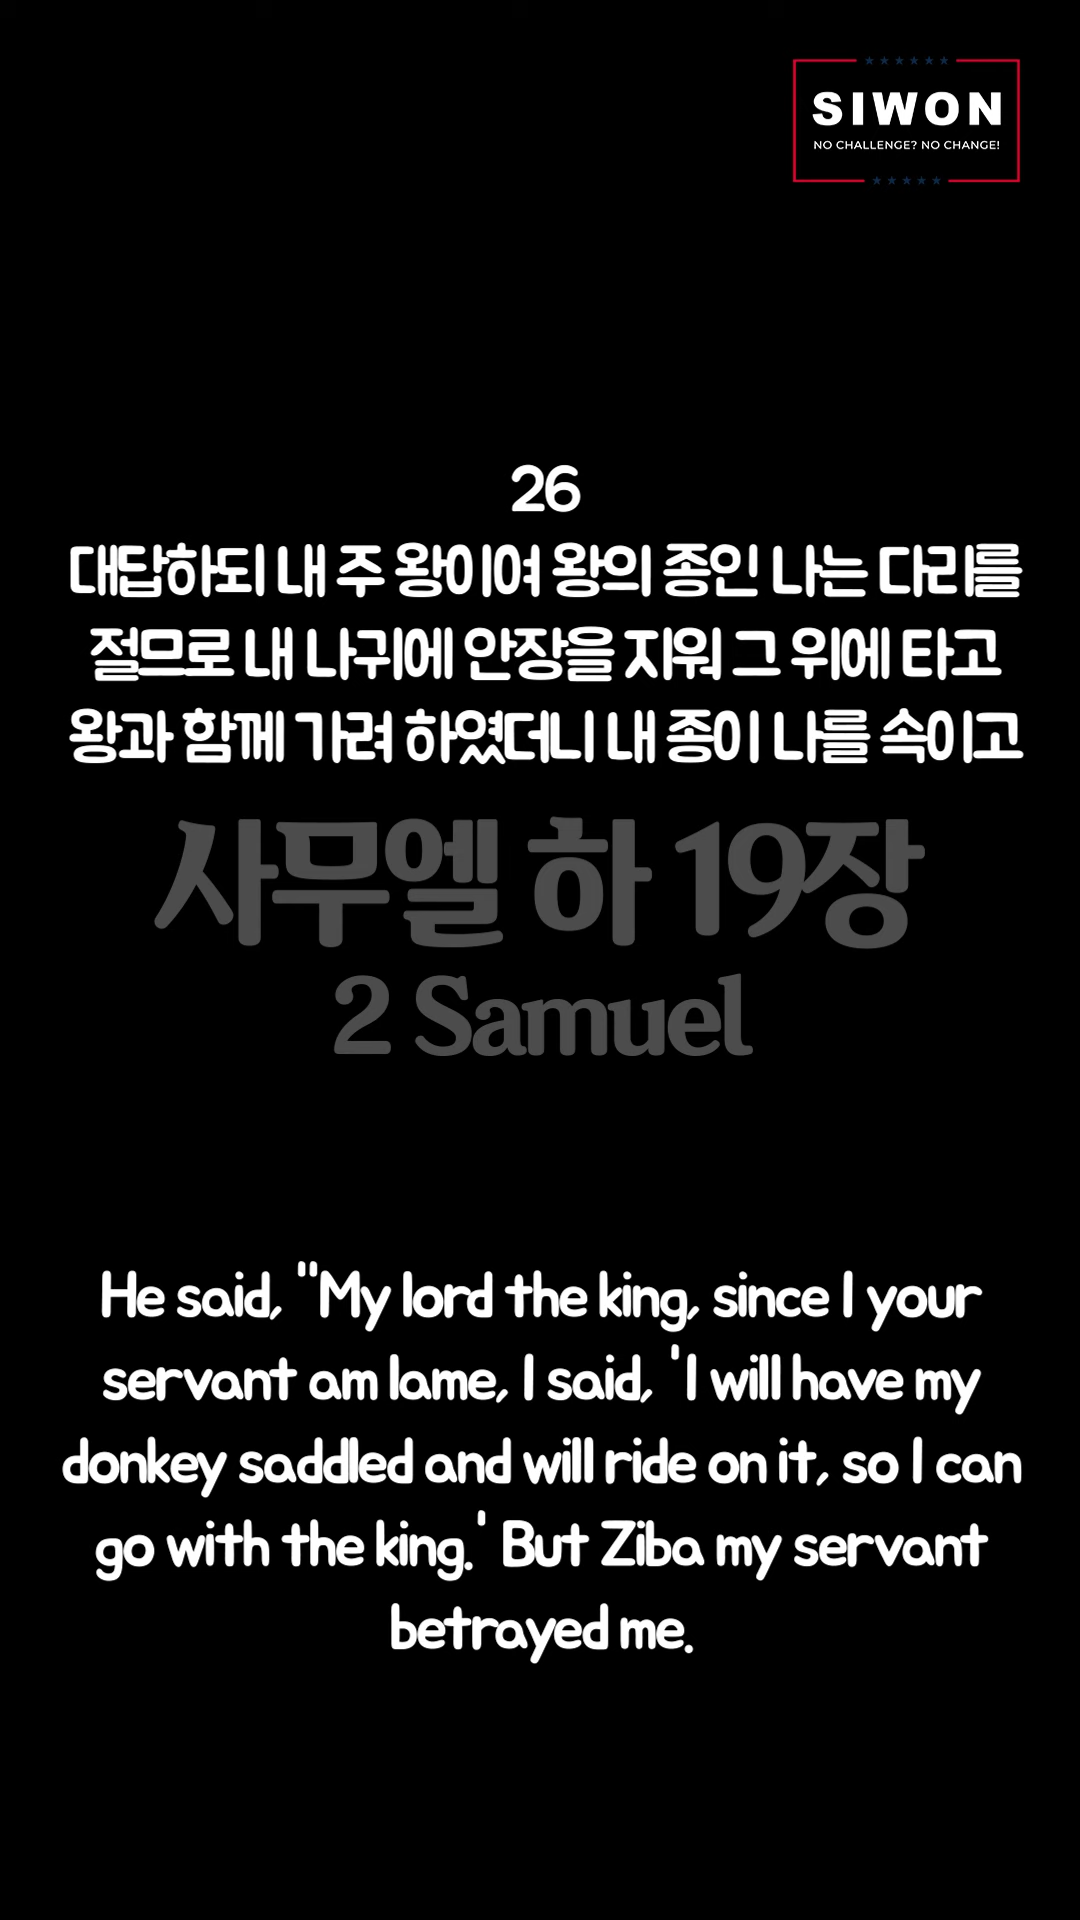 SIWON
NO CHALLENGE? NO CHANGE!
26
대답하되 내 주 왕이여 왕의 종인 나는 다리를
절므로 내 나귀에 안장을 지워 그 위에 타고
왕과 함께 가려 하였더니 내 종이 나를 속이고
사무엘 하 19장
2 Samuel
He said, "My lord the king, since I your
servant am lame, I said, 'I will have my
donkey saddled and will ride on it, so I can
go with the king.' But Ziba my servant
betrayed me.